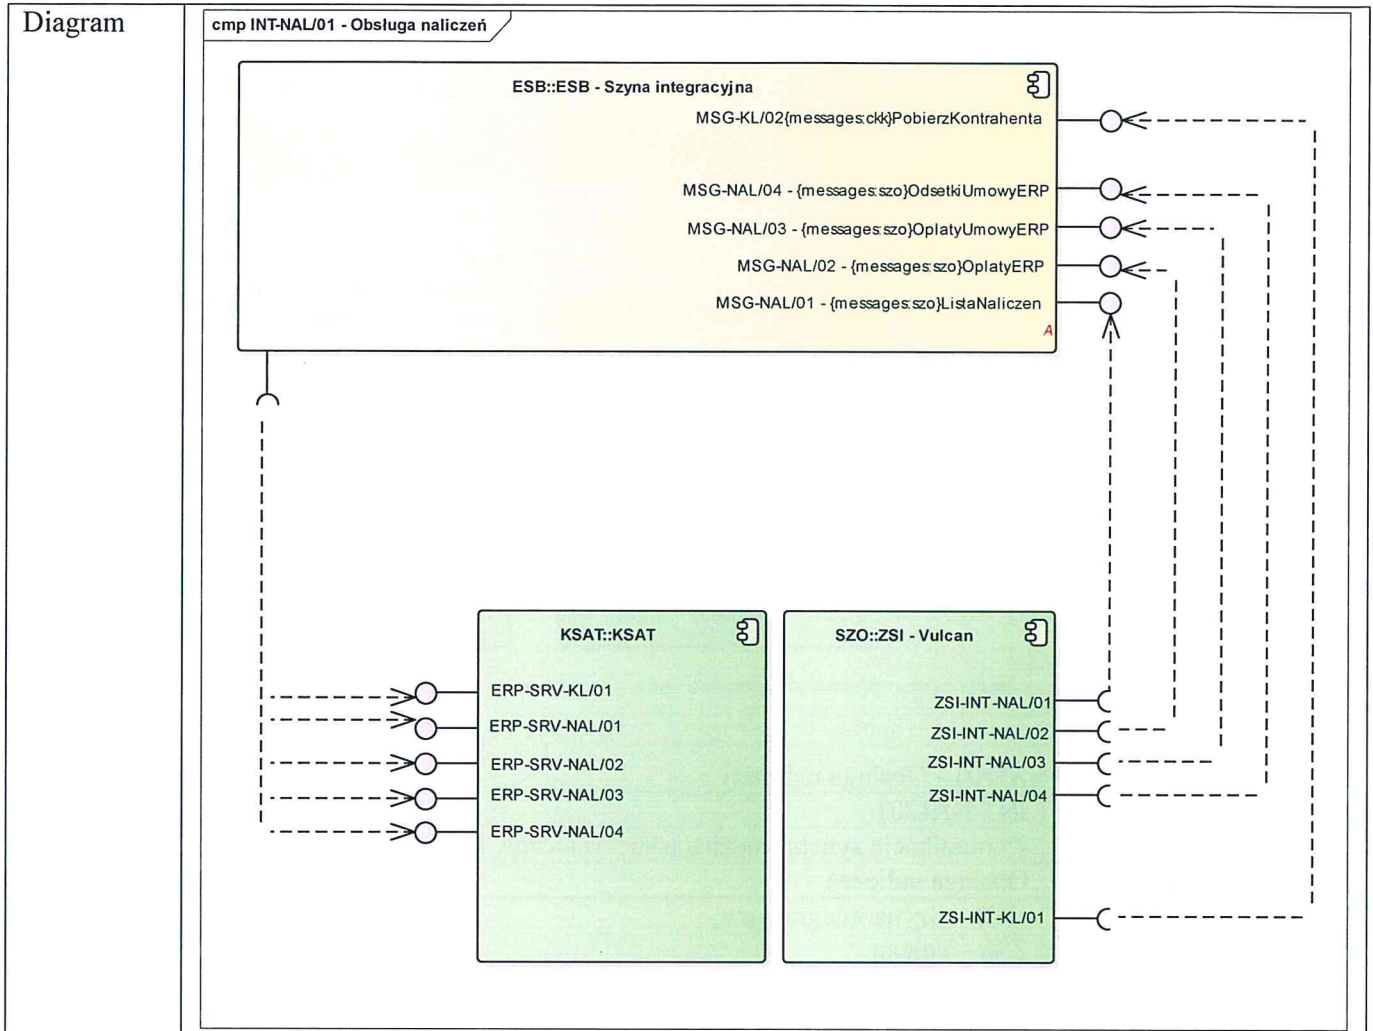 Diagram
cmp INT-NAL/01 - Obsługa naliczeń
ESB::ESB - Szyna integracyjna
MSG-KL/02{messages:ckk}PobierzKontrahenta
MSG-NAL/04 - {messages:szo}OdsetkiUmowyERP
MSG-NAL/03 - {messages:szo}OplatyUmowyERP
MSG-NAL/02 - {messages:szo}OplatyERP
MSG-NAL/01 - {messages:szo}ListaNaliczen
A
KSAT::KSAT
ERP-SRV-KL/01
ERP-SRV-NAL/01
ERP-SRV-NAL/02
ERP-SRV-NAL/03
ERP-SRV-NAL/04
SZO::ZSI - Vulcan
ZSI-INT-NAL/01
ZSI-INT-NAL/02
ZSI-INT-NAL/03
ZSI-INT-NAL/04
ZSI-INT-KL/01